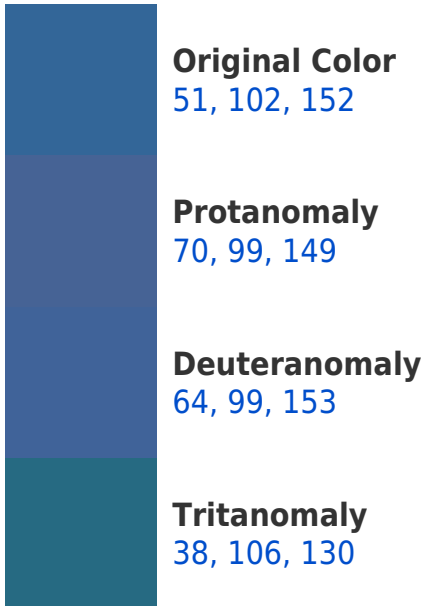 Original Color
51, 102, 152
Protanomaly
70, 99, 149
Deuteranomaly
64, 99, 153
Tritanomaly
38, 106, 130